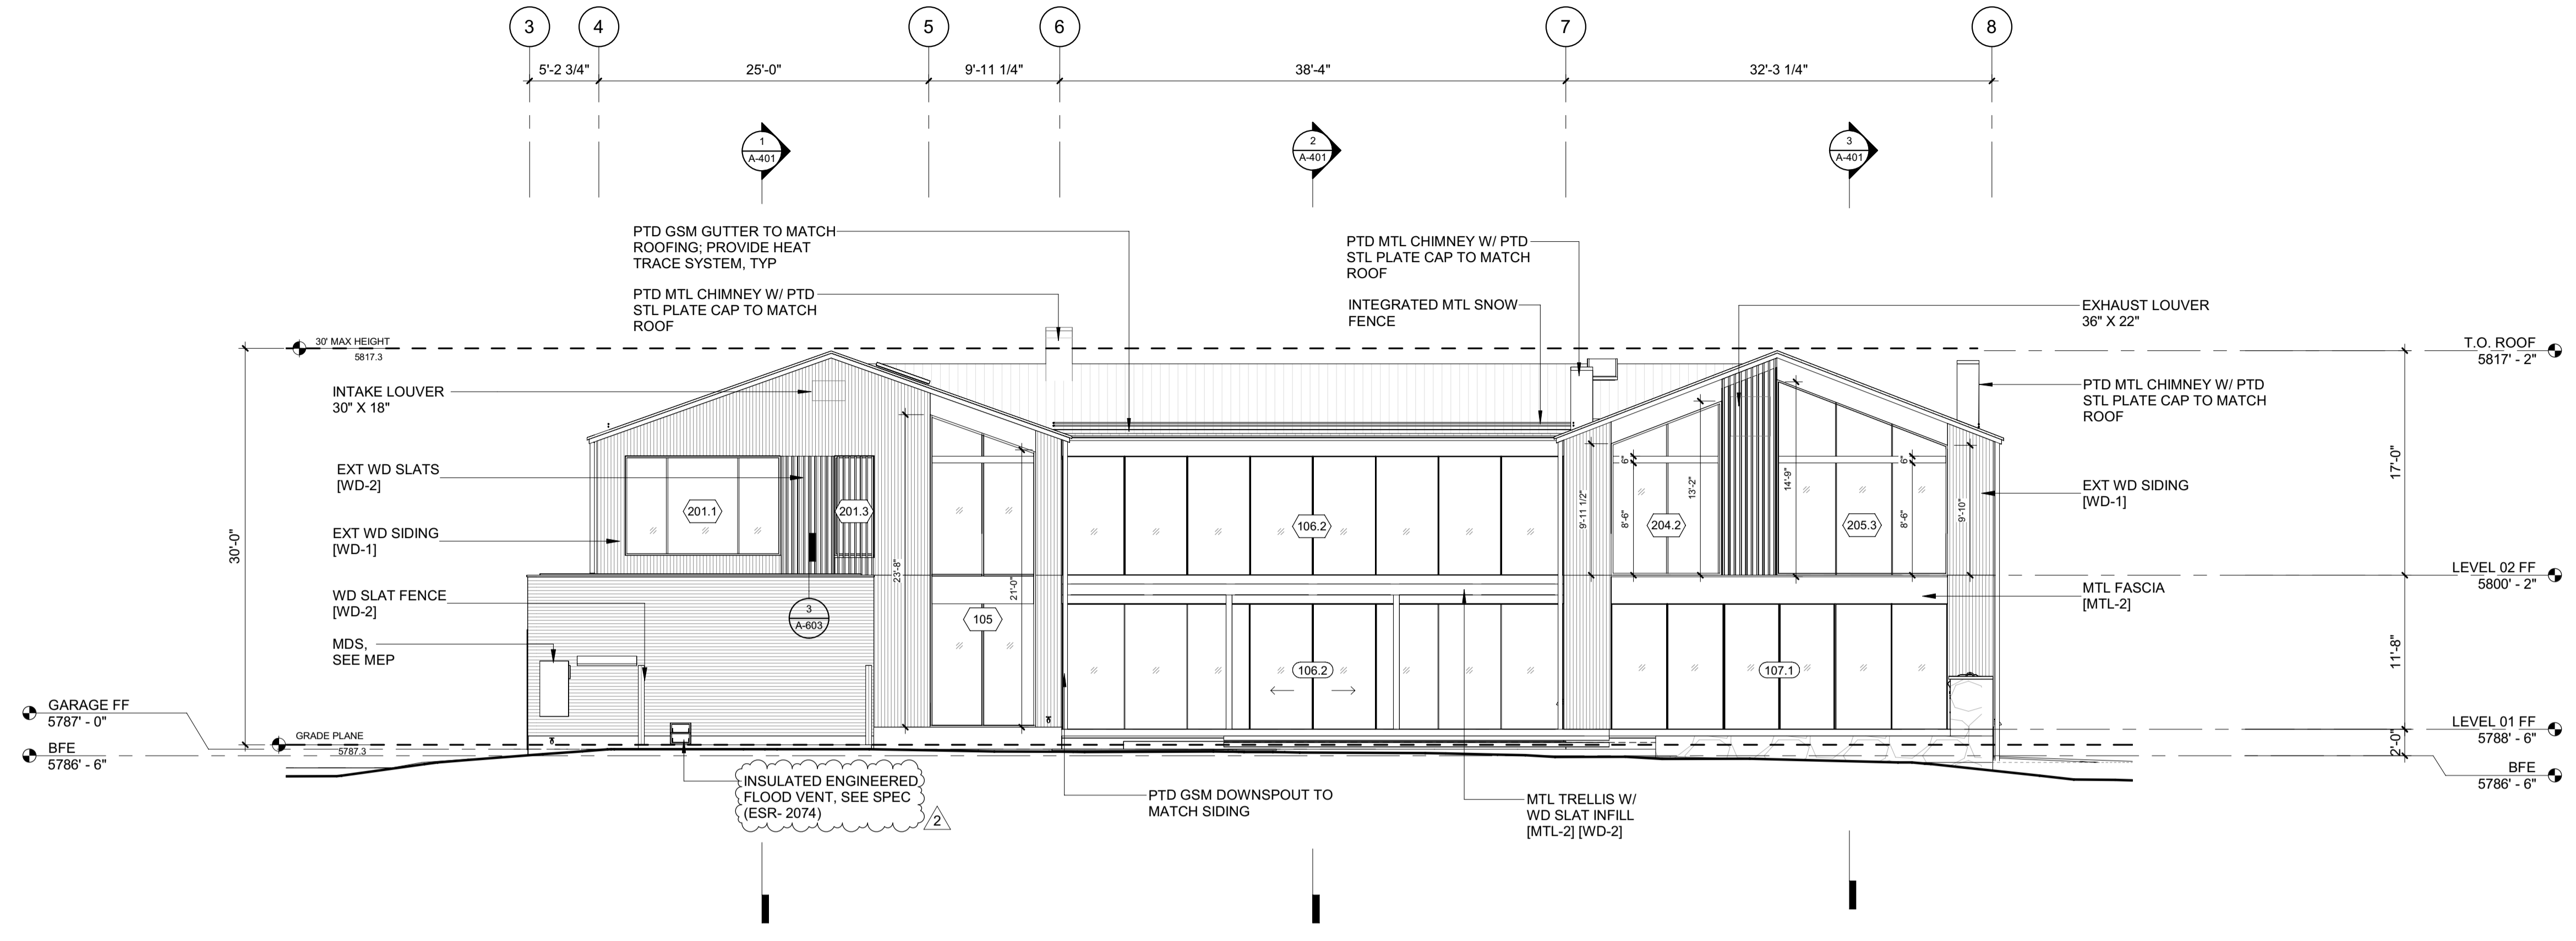 3
4
5
6
7
8
5'-2 3/4"
25'-0"
9'-11 1/4"
38'-4"
32'-3 1/4"
1
A-401
2
A-401
3
A-401
PTD GSM GUTTER TO MATCH
ROOFING; PROVIDE HEAT
TRACE SYSTEM, TYP
PTD MTL CHIMNEY W/ PTD
STL PLATE CAP TO MATCH
ROOF
PTD MTL CHIMNEY W/ PTD
STL PLATE CAP TO MATCH
ROOF
INTEGRATED MTL SNOW
FENCE
EXHAUST LOUVER
36" X 22"
30' MAX HEIGHT
5817.3
T.O. ROOF
5817' - 2"
INTAKE LOUVER
30" X 18"
PTD MTL CHIMNEY W/ PTD
STL PLATE CAP TO MATCH
ROOF
EXT WD SLATS
[WD-2]
EXT WD SIDING
[WD-1]
EXT WD SIDING
[WD-1]
WD SLAT FENCE
[WD-2]
MDS,
SEE MEP
30'-0"
17'-0"
11'-8"
2'-0"
201.1
201.3
106.2
204.2
205.3
23'-8"
21'-0"
9'-11 1/2"
6"
8'-6"
13'-2"
14'-9"
6"
8'-6"
9'-10"
3
A-603
105
106.2
107.1
LEVEL 02 FF
5800' - 2"
MTL FASCIA
[MTL-2]
GARAGE FF
5787' - 0"
BFE
5786' - 6"
GRADE PLANE
5787.3
LEVEL 01 FF
5788' - 6"
BFE
5786' - 6"
INSULATED ENGINEERED
FLOOD VENT, SEE SPEC
(ESR- 2074)
2
PTD GSM DOWNSPOUT TO
MATCH SIDING
MTL TRELLIS W/
WD SLAT INFILL
[MTL-2] [WD-2]